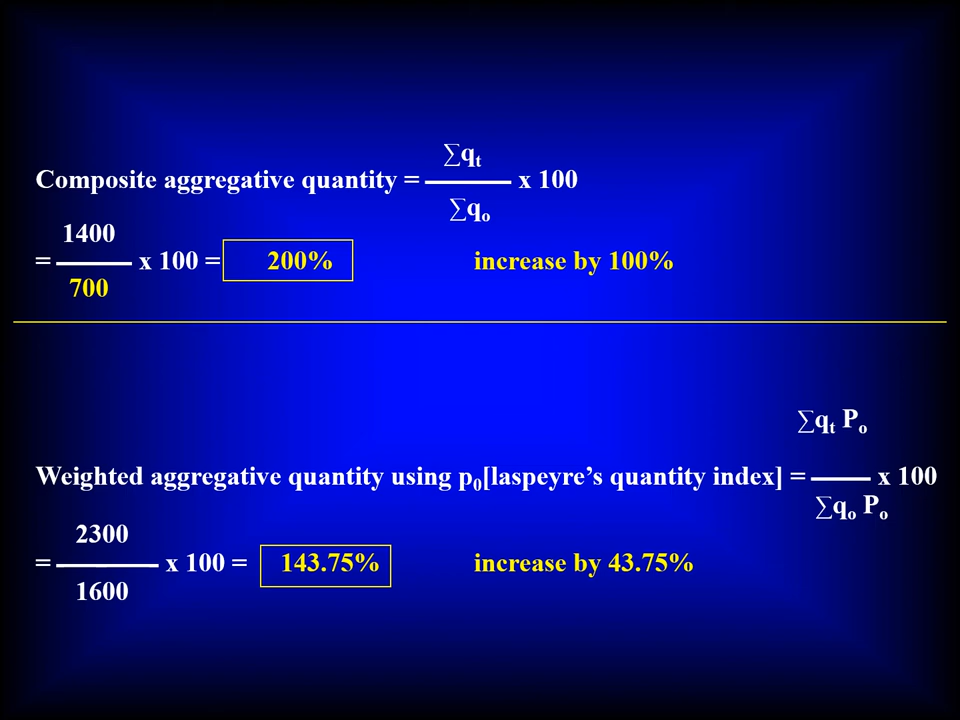 ∑qt
Composite aggregative quantity = x 100
∑qo
1400
= x 100 = 200% increase by 100%
700
∑qt Po
Weighted aggregative quantity using p0[laspeyre’s quantity index] = x 100
∑qo Po
2300
= x 100 = 143.75% increase by 43.75%
1600